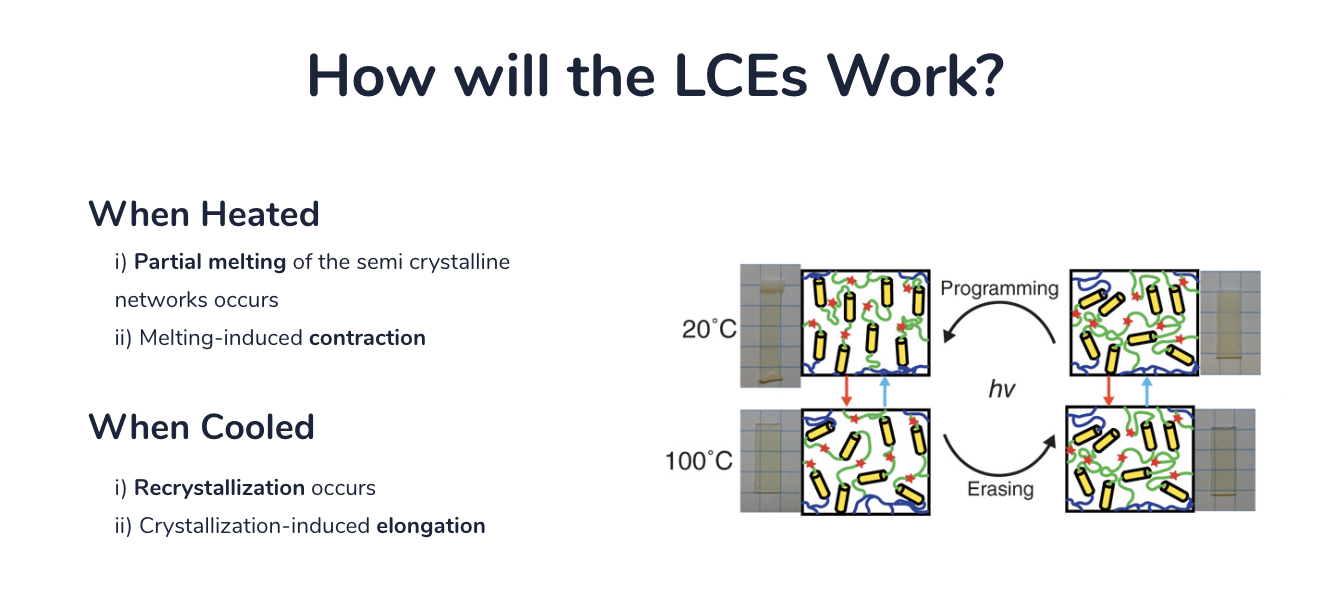 How will the LCEs Work?
When Heated
i) Partial melting of the semi crystalline
networks occurs
ii) Melting-induced contraction
When Cooled
i) Recrystallization occurs
ii) Crystallization-induced elongation
Programming
20˚C
hν
100˚C
Erasing